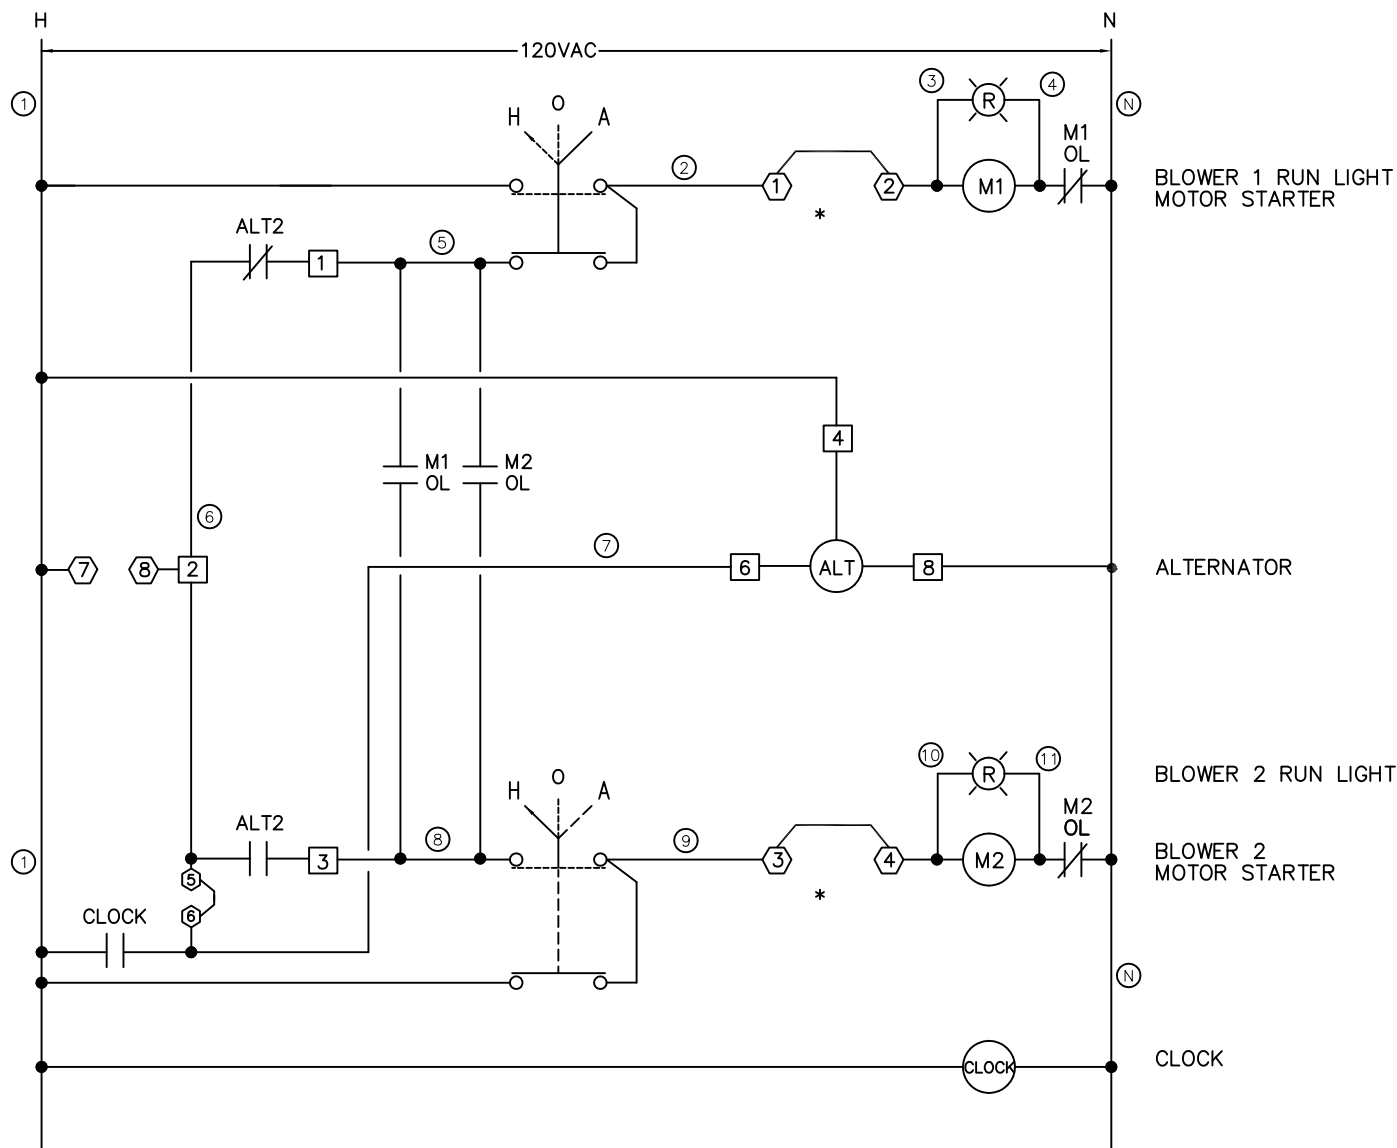 H
N
120VAC
1
3
R
4
N
H
O
A
M1
OL
2
1
2
M1
*
BLOWER 1 RUN LIGHT
MOTOR STARTER
ALT2
1
5
4
M1
OL
M2
OL
6
7
7
8
2
6
ALT
8
ALTERNATOR
10
R
11
BLOWER 2 RUN LIGHT
H
O
A
M2
OL
ALT2
3
8
9
3
4
M2
*
BLOWER 2
MOTOR STARTER
1
5
6
CLOCK
N
CLOCK
CLOCK